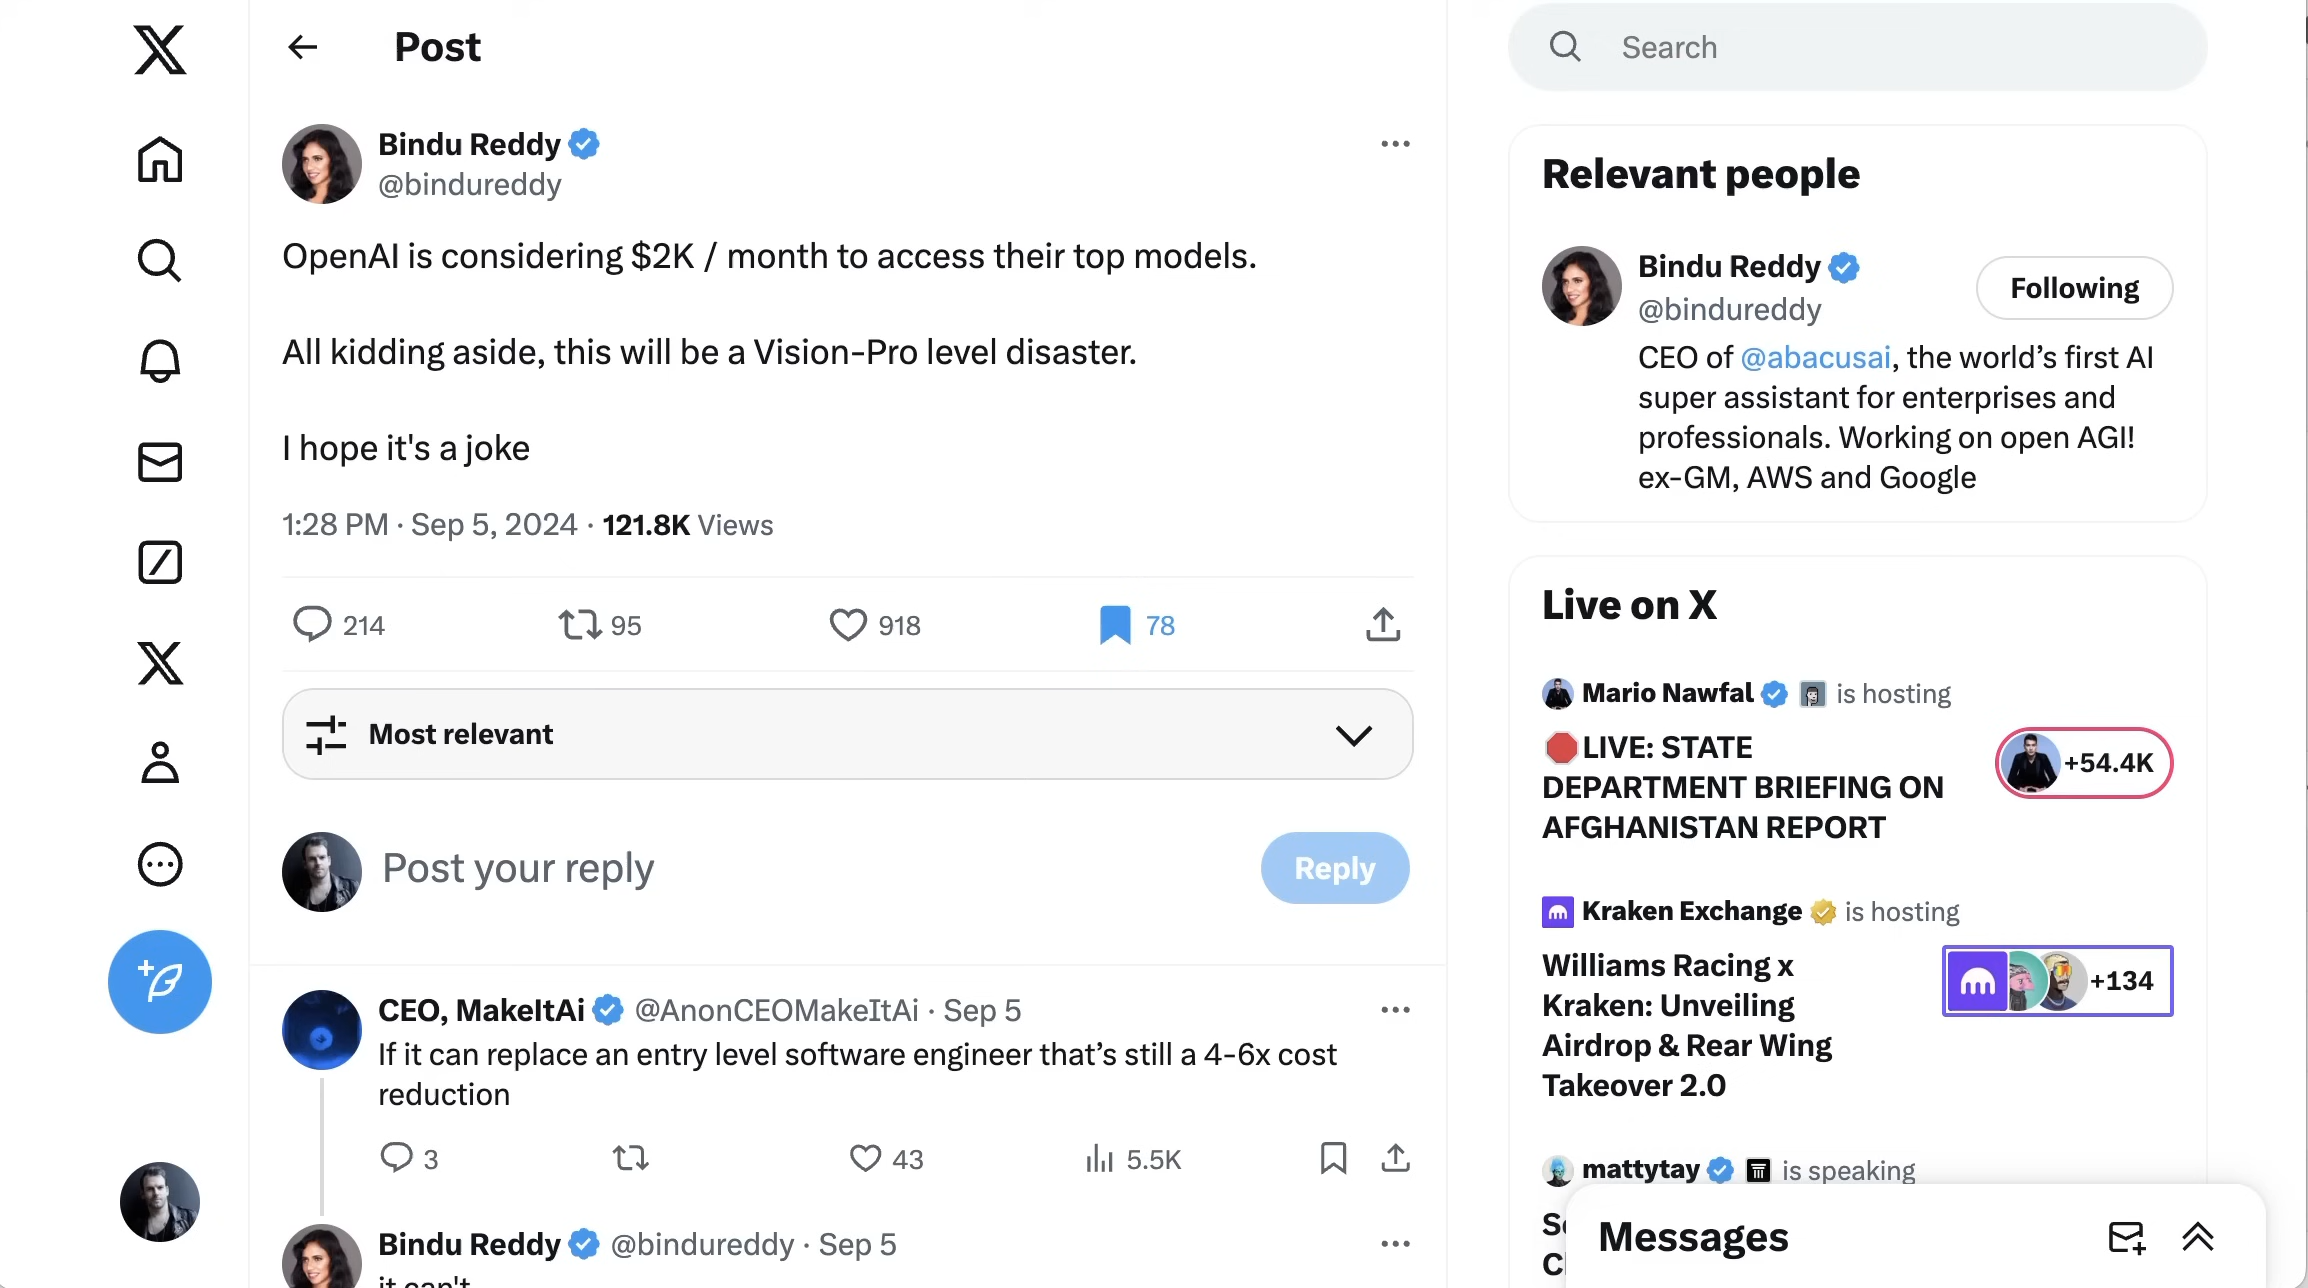 Post
Bindu Reddy
@bindureddy
OpenAI is considering $2K / month to access their top models.
All kidding aside, this will be a Vision-Pro level disaster.
I hope it's a joke
1:28 PM · Sep 5, 2024 · 121.8K Views
214 95 918 78
Most relevant
Post your reply
Reply
CEO, MakeItAi @AnonCEOMakeItAi · Sep 5
If it can replace an entry level software engineer that’s still a 4-6x cost
reduction
3 43 5.5K
Bindu Reddy @bindureddy · Sep 5
it can't
Search
Relevant people
Bindu Reddy
@bindureddy
Following
CEO of @abacusai, the world’s first AI
super assistant for enterprises and
professionals. Working on open AGI!
ex-GM, AWS and Google
Live on X
Mario Nawfal is hosting
LIVE: STATE
DEPARTMENT BRIEFING ON
AFGHANISTAN REPORT
+54.4K
Kraken Exchange is hosting
Williams Racing x
Kraken: Unveiling
Airdrop & Rear Wing
Takeover 2.0
+134
mattytay is speaking
Messages